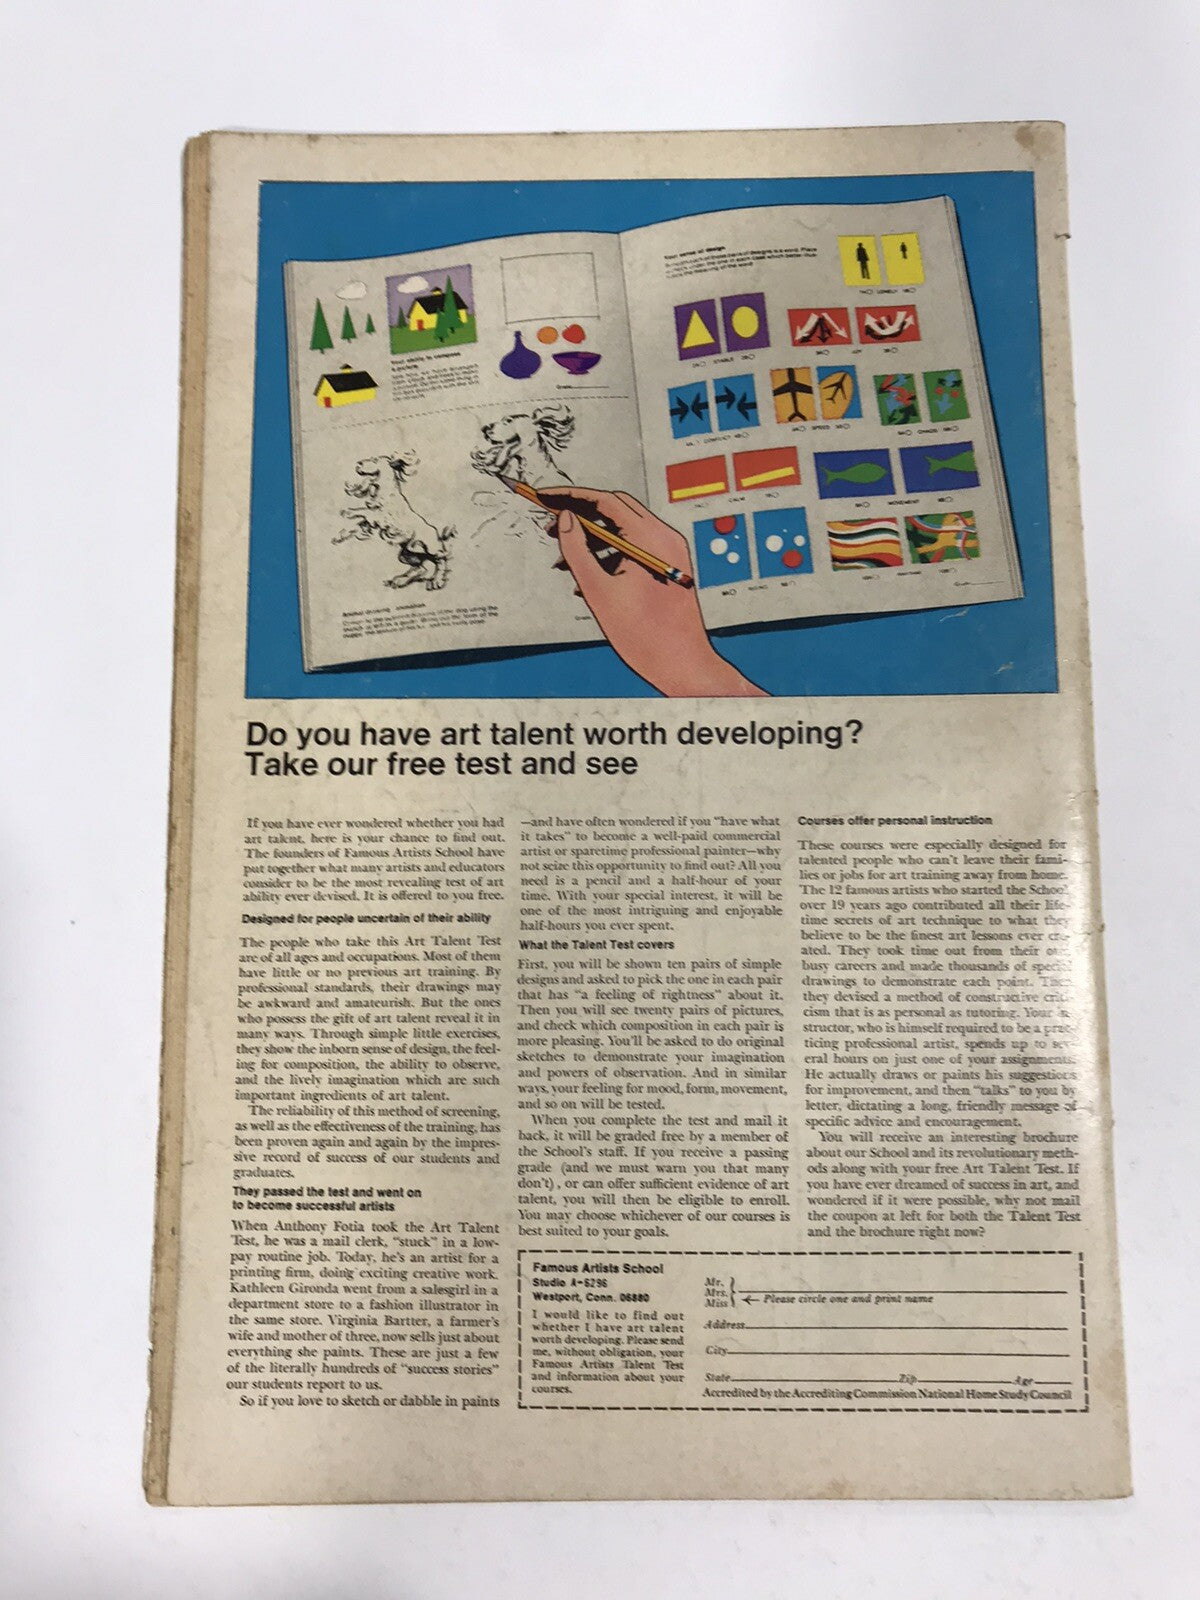 Your sense of design
LONELY
STABLE
JOY
CONFLICT
SPEED
CHAOS
CALM
MOVEMENT
Your ability to compose
a picture
Animal drawing animation
Do you have art talent worth developing?
Take our free test and see
If you have ever wondered whether you had
art talent, here is your chance to find out.
The founders of Famous Artists School have
put together what many artists and educators
consider to be the most revealing test of art
ability ever devised. It is offered to you free.
Designed for people uncertain of their ability
The people who take this Art Talent Test
are of all ages and occupations. Most of them
have little or no previous art training. By
professional standards, their drawings may
be awkward and amateurish. But the ones
who possess the gift of art talent reveal it in
many ways. Through simple little exercises,
they show the inborn sense of design, the feel-
ing for composition, the ability to observe,
and the lively imagination which are such
important ingredients of art talent.
The reliability of this method of screening,
as well as the effectiveness of the training, has
been proven again and again by the impres-
sive record of success of our students and
graduates.
They passed the test and went on
to become successful artists
When Anthony Fotia took the Art Talent
Test, he was a mail clerk, “stuck” in a low-
pay routine job. Today, he's an artist for a
printing firm, doing exciting creative work.
Kathleen Gironda went from a salesgirl in a
department store to a fashion illustrator in
the same store. Virginia Bartter, a farmer's
wife and mother of three, now sells just about
everything she paints. These are just a few
of the literally hundreds of “success stories”
our students report to us.
So if you love to sketch or dabble in paints
—and have often wondered if you “have what
it takes” to become a well-paid commercial
artist or sparetime professional painter—why
not seize this opportunity to find out? All you
need is a pencil and a half-hour of your
time. With your special interest, it will be
one of the most intriguing and enjoyable
half-hours you ever spent.
What the Talent Test covers
First, you will be shown ten pairs of simple
designs and asked to pick the one in each pair
that has “a feeling of rightness” about it.
Then you will see twenty pairs of pictures,
and check which composition in each pair is
more pleasing. You'll be asked to do original
sketches to demonstrate your imagination
and powers of observation. And in similar
ways, your feeling for mood, form, movement,
and so on will be tested.
When you complete the test and mail it
back, it will be graded free by a member of
the School's staff. If you receive a passing
grade (and we must warn you that many
don't), or can offer sufficient evidence of art
talent, you will then be eligible to enroll.
You may choose whichever of our courses is
best suited to your goals.
Courses offer personal instruction
These courses were especially designed for
talented people who can't leave their fami-
lies or jobs for art training away from home.
The 12 famous artists who started the School
over 19 years ago contributed all their life-
time secrets of art technique to what they
believe to be the finest art lessons ever cre-
ated. They took time out from their own
busy careers and made thousands of special
drawings to demonstrate each point. Then
they devised a method of constructive criti-
cism that is as personal as tutoring. Your in-
structor, who is himself required to be a prac-
ticing professional artist, spends up to sev-
eral hours on just one of your assignments.
He actually draws or paints his suggestions
for improvement, and then “talks” to you by
letter, dictating a long, friendly message of
specific advice and encouragement.
You will receive an interesting brochure
about our School and its revolutionary meth-
ods along with your free Art Talent Test. If
you have ever dreamed of success in art, and
wondered if it were possible, why not mail
the coupon at left for both the Talent Test
and the brochure right now?
Famous Artists School
Studio A-6296
Westport, Conn. 06880
I would like to find out
whether I have art talent
worth developing. Please send
me, without obligation, your
Famous Artists Talent Test
and information about your
courses.
Mr.
Mrs.
Miss
← Please circle one and print name
Address
City
State Zip Age
Accredited by the Accrediting Commission National Home Study Council